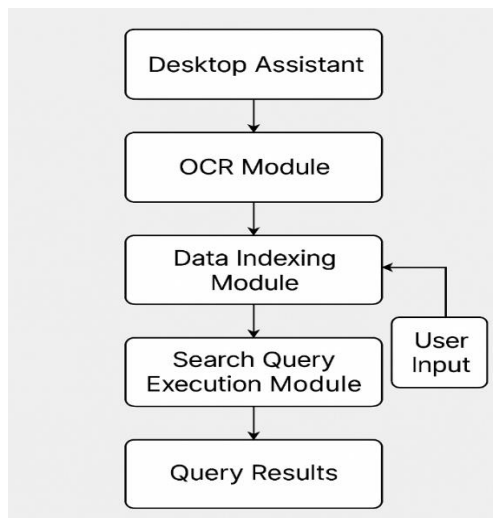 Desktop Assistant
OCR Module
Data Indexing
Module
Search Query
Execution Module
User
Input
Query Results